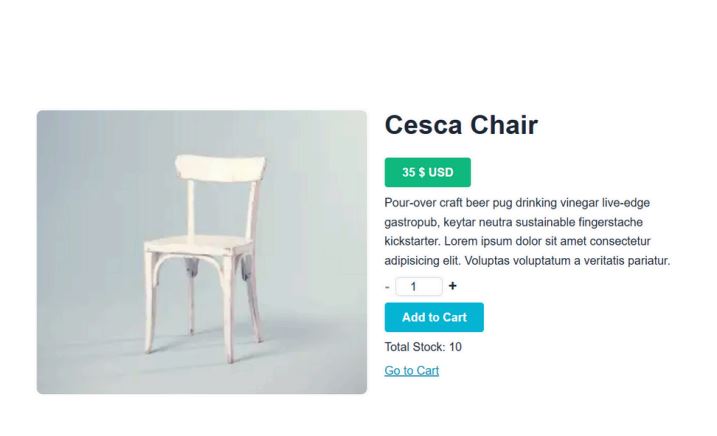 Cesca Chair
35 $ USD
Pour-over craft beer pug drinking vinegar live-edge
gastropub, keytar neutra sustainable fingerstache
kickstarter. Lorem ipsum dolor sit amet consectetur
adipisicing elit. Voluptas voluptatum a veritatis pariatur.
- 1 +
Add to Cart
Total Stock: 10
Go to Cart